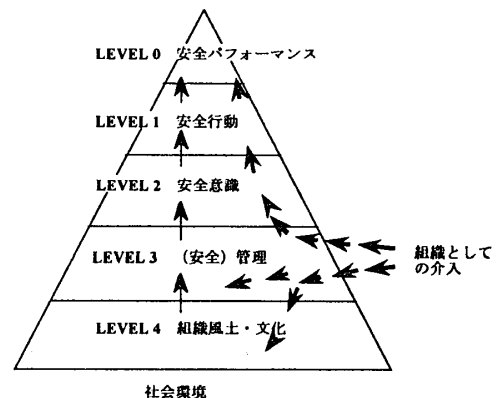 LEVEL 0 安全パフォーマンス
LEVEL 1 安全行動
LEVEL 2 安全意識
LEVEL 3 （安全）管理
組織として
の介入
LEVEL 4 組織風土・文化
社会環境